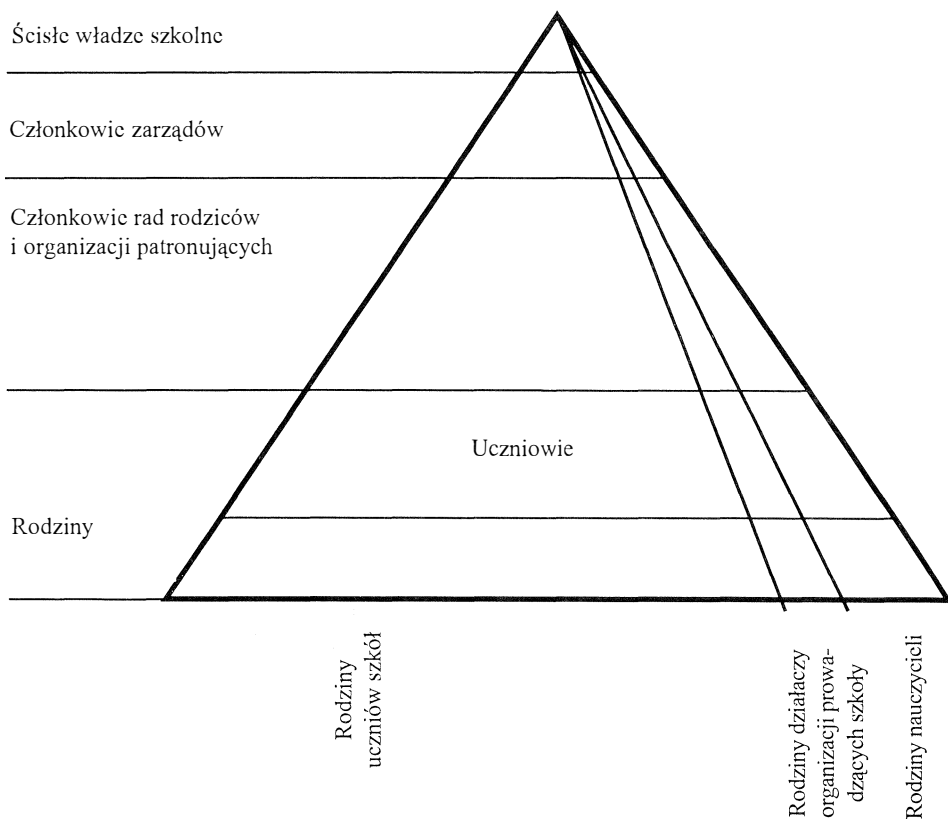 Ścisłe władze szkolne
Członkowie zarządów
Członkowie rad rodziców
i organizacji patronujących
Uczniowie
Rodziny
Rodziny
uczniów szkół
Rodziny działaczy
organizacji prowa-
dzących szkoły
Rodziny nauczycieli